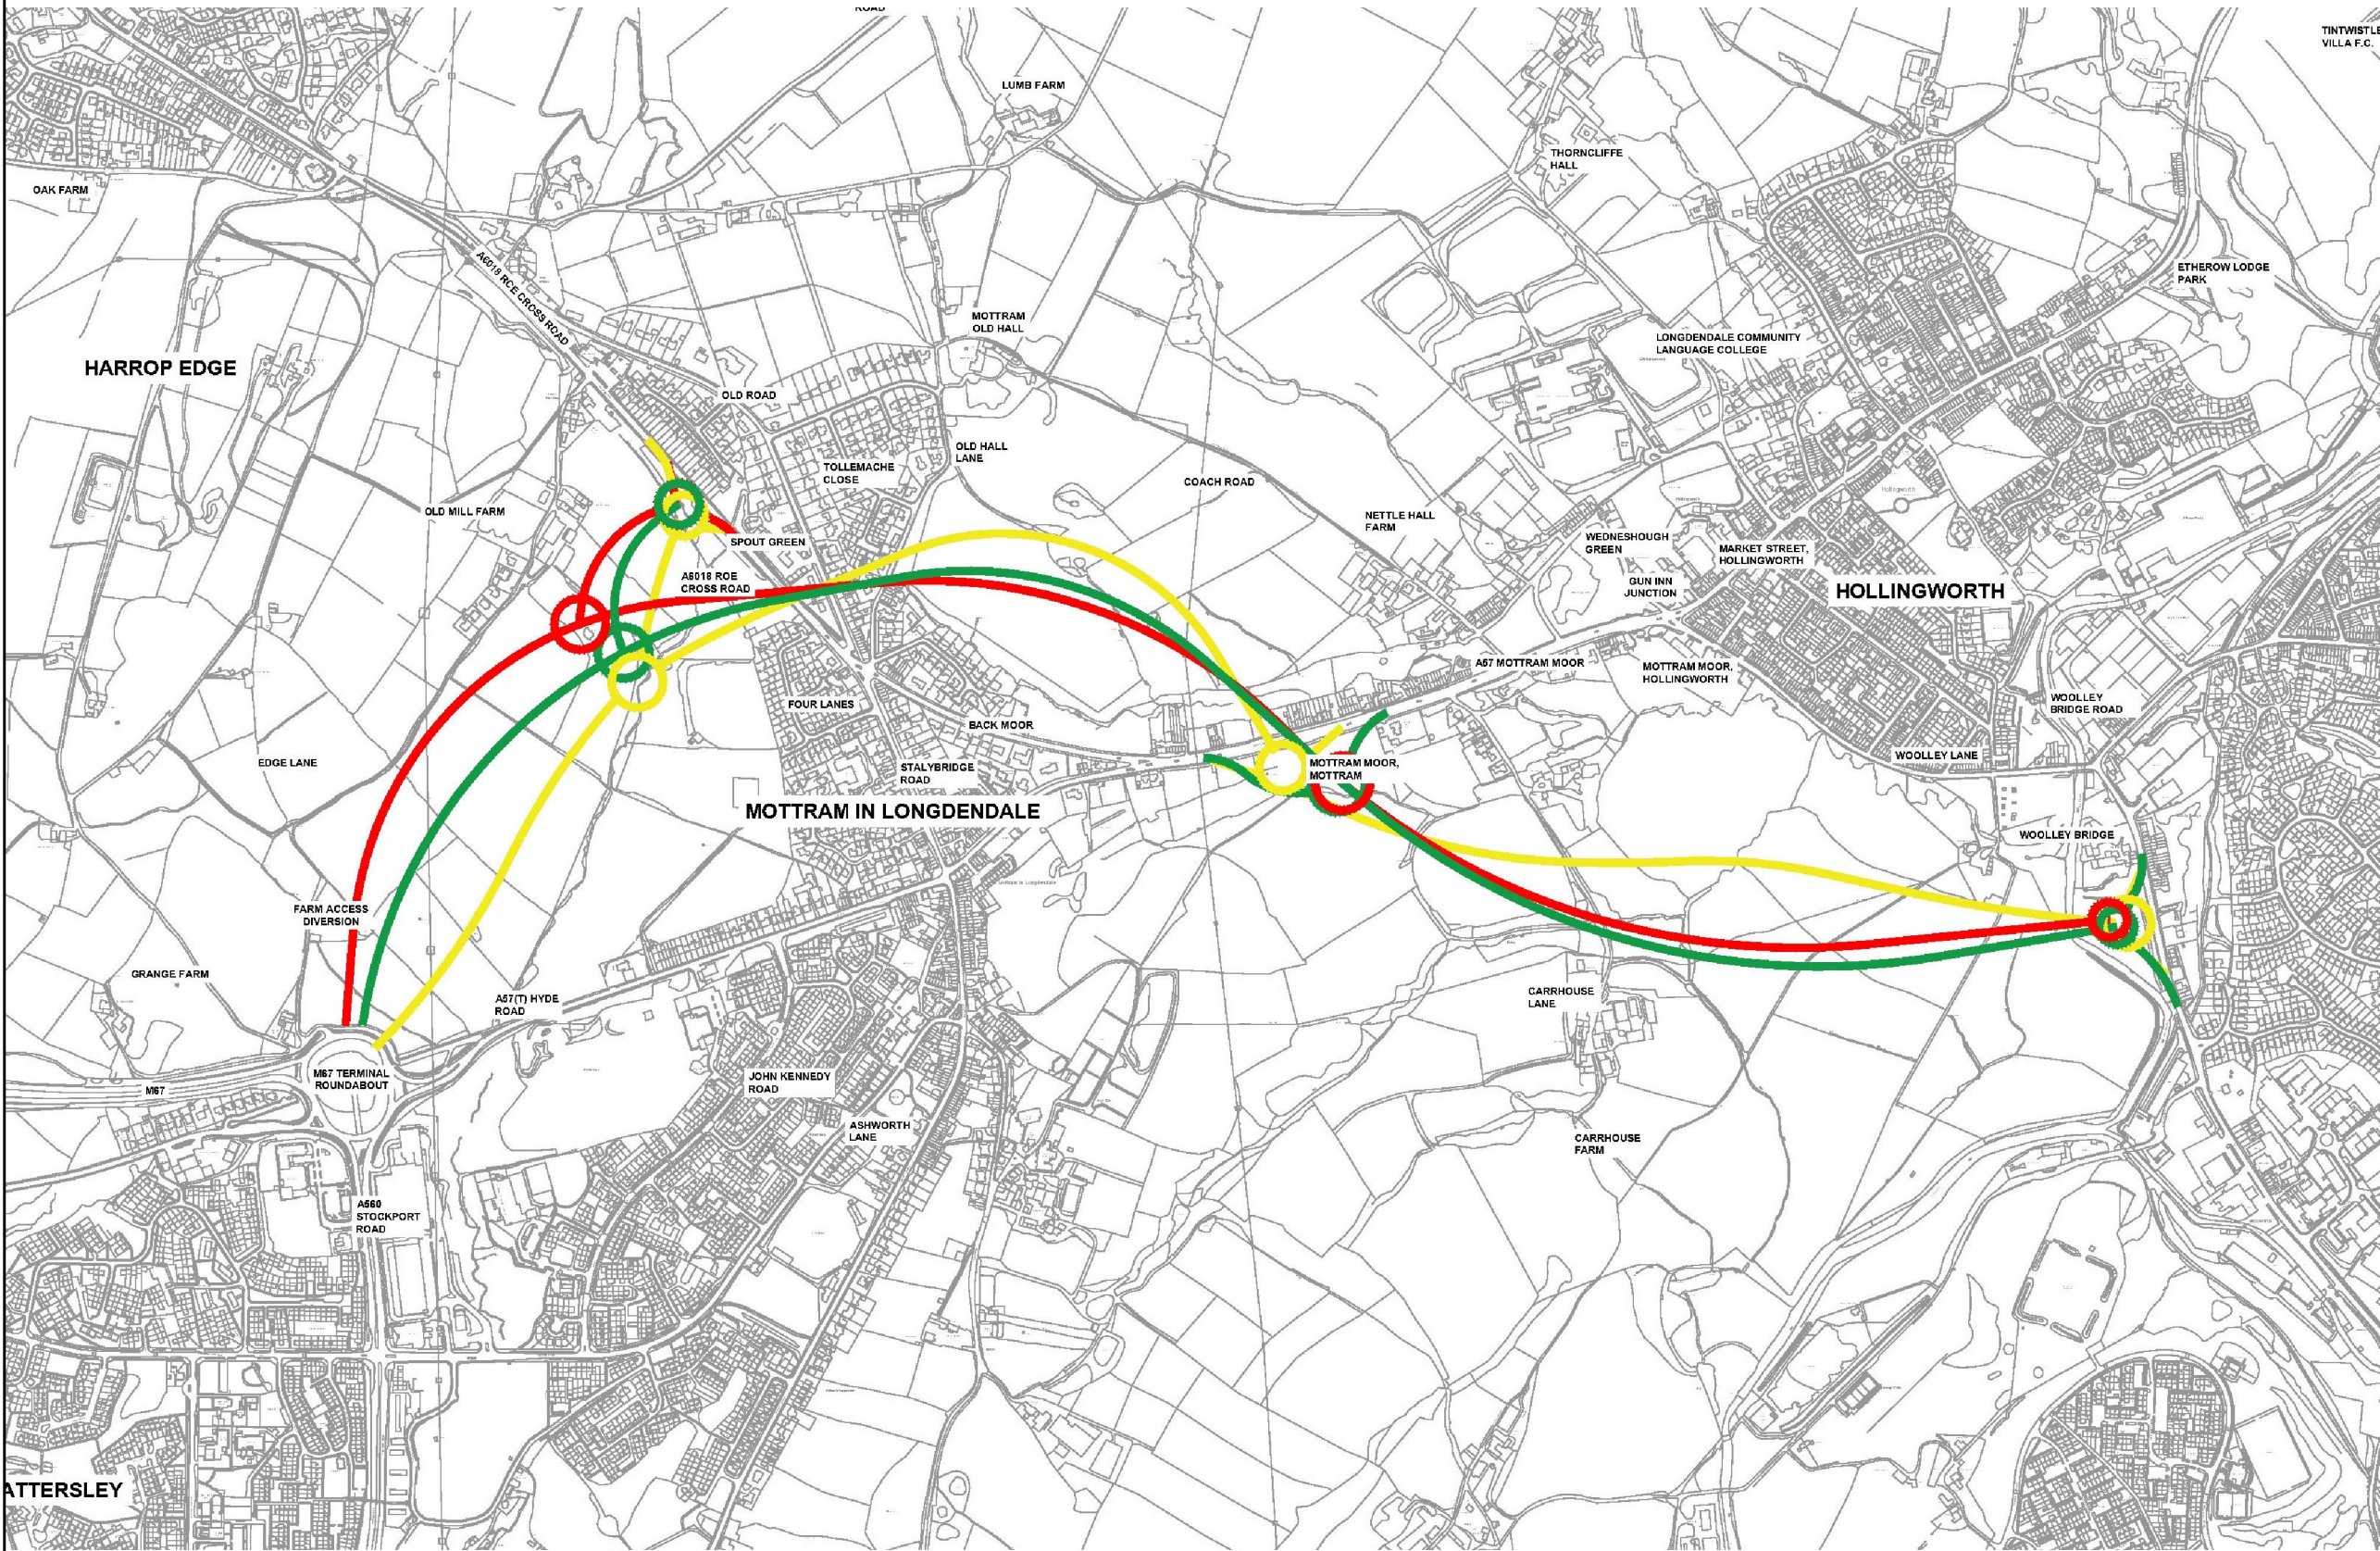 ROAD
TINTWISTLE
VILLA F.C.
LUMB FARM
THORNCLIFFE
HALL
OAK FARM
A6018 ROE CROSS ROAD
ETHEROW LODGE
PARK
MOTTRAM
OLD HALL
LONGDENDALE COMMUNITY
LANGUAGE COLLEGE
HARROP EDGE
OLD ROAD
OLD HALL
LANE
TOLLEMACHE
CLOSE
COACH ROAD
OLD MILL FARM
NETTLE HALL
FARM
SPOUT GREEN
WEDNESHOUGH
GREEN
MARKET STREET,
HOLLINGWORTH
A6018 ROE
CROSS ROAD
GUN INN
JUNCTION
HOLLINGWORTH
A57 MOTTRAM MOOR
MOTTRAM MOOR,
HOLLINGWORTH
FOUR LANES
WOOLLEY
BRIDGE ROAD
BACK MOOR
EDGE LANE
STALYBRIDGE
ROAD
MOTTRAM MOOR,
MOTTRAM
WOOLLEY LANE
MOTTRAM IN LONGDENDALE
WOOLLEY BRIDGE
FARM ACCESS
DIVERSION
GRANGE FARM
A57(T) HYDE
ROAD
CARRHOUSE
LANE
M67 TERMINAL
ROUNDABOUT
M67
JOHN KENNEDY
ROAD
ASHWORTH
LANE
CARRHOUSE
FARM
A560
STOCKPORT
ROAD
ATTERSLEY